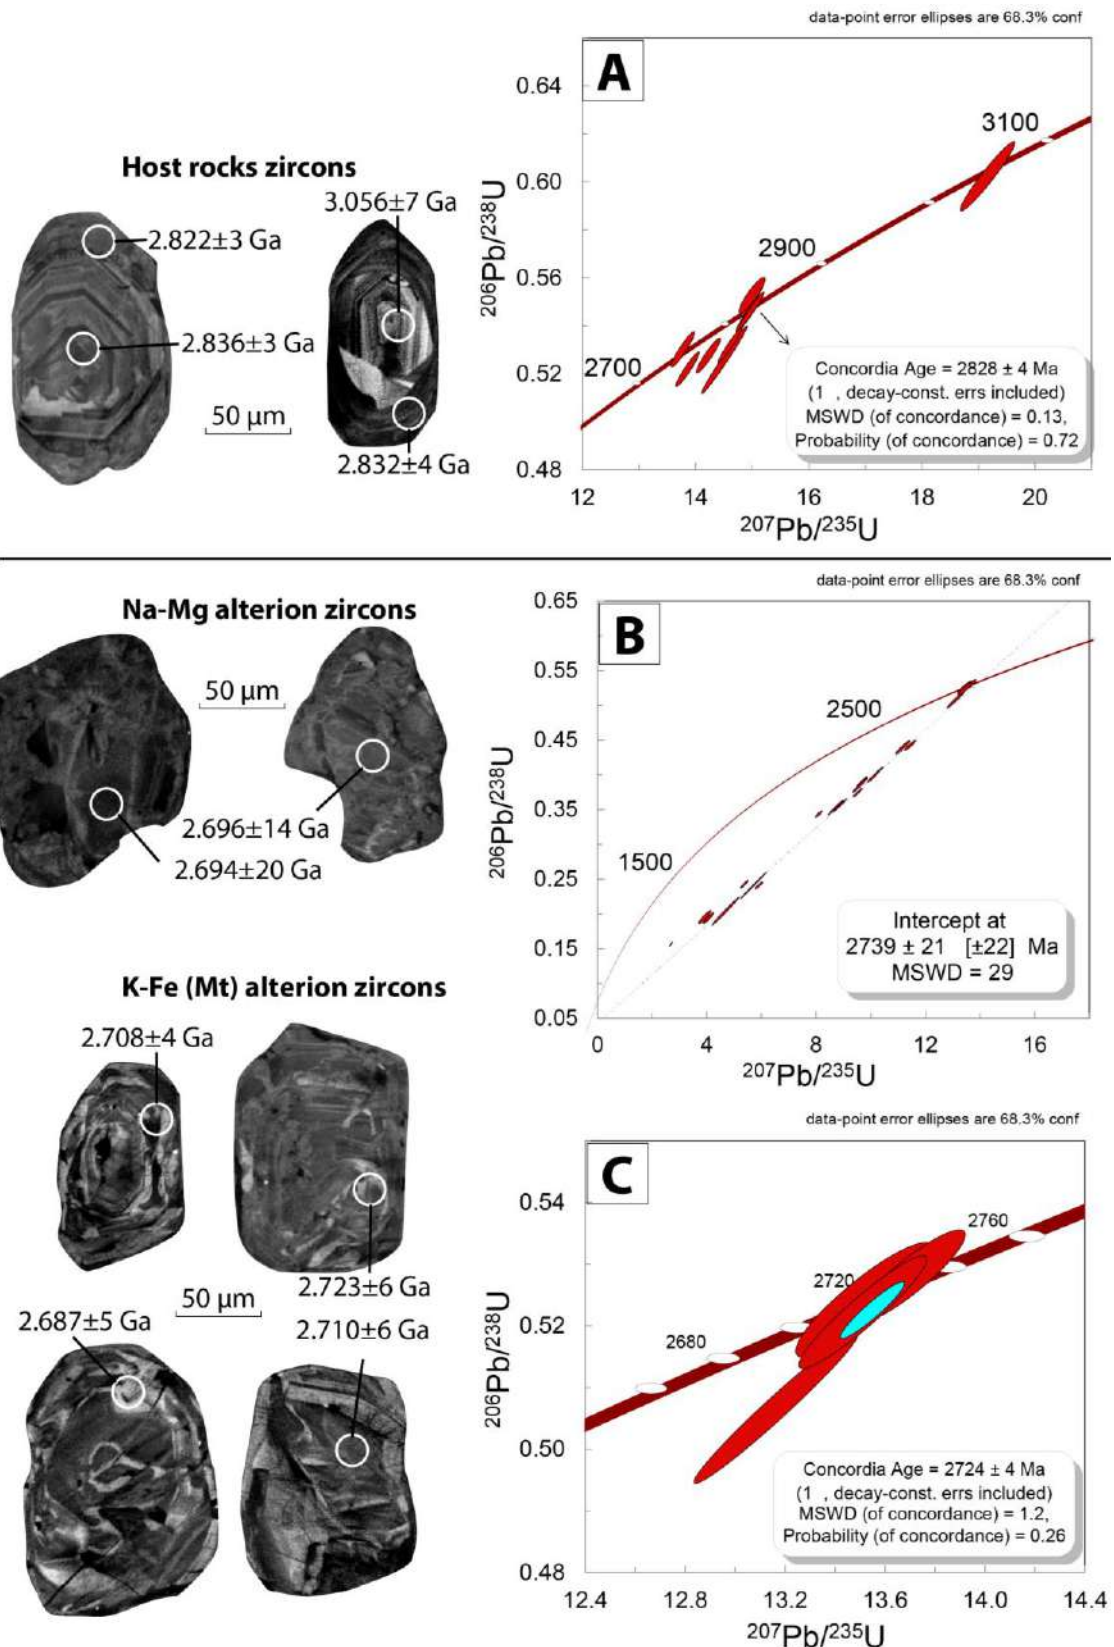 data-point error ellipses are 68.3% conf
A
Host rocks zircons
3.056±7 Ga
2.822±3 Ga
2.836±3 Ga
50 µm
2.832±4 Ga
0.64
0.60
0.56
0.52
0.48
206Pb/238U
3100
2900
2700
Concordia Age = 2828 ± 4 Ma
(1 , decay-const. errs included)
MSWD (of concordance) = 0.13,
Probability (of concordance) = 0.72
12 14 16 18 20
207Pb/235U
data-point error ellipses are 68.3% conf
Na-Mg alterion zircons
50 µm
2.696±14 Ga
2.694±20 Ga
B
0.65
0.55
0.45
0.35
0.25
0.15
0.05
206Pb/238U
2500
1500
Intercept at
2739 ± 21 [±22] Ma
MSWD = 29
0 4 8 12 16
207Pb/235U
K-Fe (Mt) alterion zircons
2.708±4 Ga
2.723±6 Ga
50 µm
2.687±5 Ga
2.710±6 Ga
data-point error ellipses are 68.3% conf
C
0.54
0.52
0.50
0.48
206Pb/238U
2760
2720
2680
Concordia Age = 2724 ± 4 Ma
(1 , decay-const. errs included)
MSWD (of concordance) = 1.2,
Probability (of concordance) = 0.26
12.4 12.8 13.2 13.6 14.0 14.4
207Pb/235U